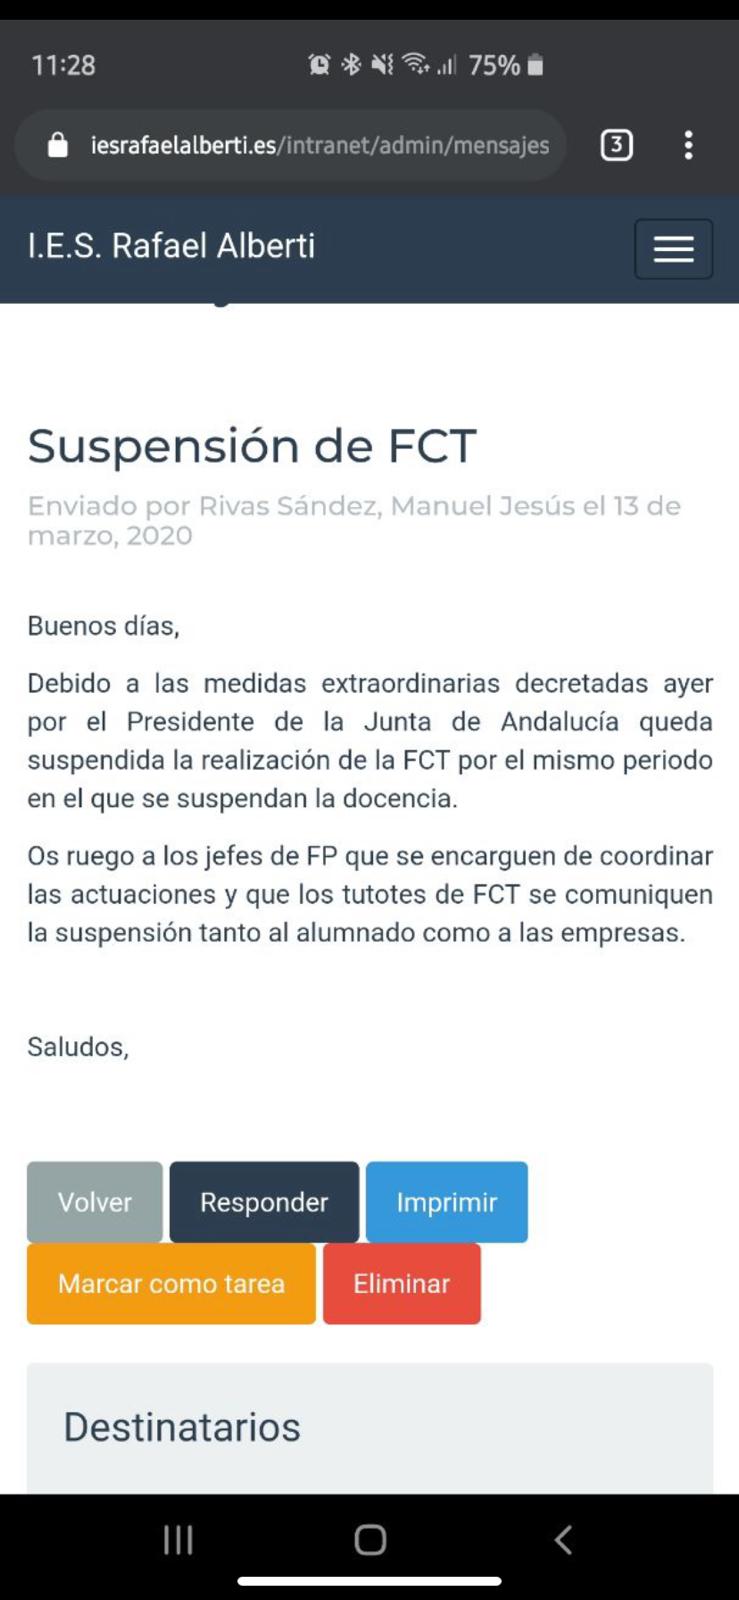 11:28
75%
iesrafaelalberti.es/intranet/admin/mensajes
3
I.E.S. Rafael Alberti
Suspensión de FCT
Enviado por Rivas Sández, Manuel Jesús el 13 de
marzo, 2020
Buenos días,
Debido a las medidas extraordinarias decretadas ayer
por el Presidente de la Junta de Andalucía queda
suspendida la realización de la FCT por el mismo periodo
en el que se suspendan la docencia.
Os ruego a los jefes de FP que se encarguen de coordinar
las actuaciones y que los tutotes de FCT se comuniquen
la suspensión tanto al alumnado como a las empresas.
Saludos,
Volver Responder Imprimir
Marcar como tarea Eliminar
Destinatarios